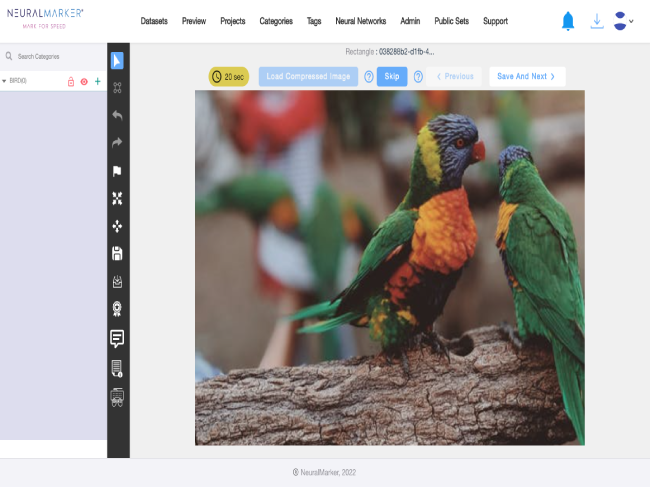 NEURALMARKER®
MARK FOR SPEED
Datasets Preview Projects Categories Tags Neural Networks Admin Public Sets Support
Search Categories
Rectangle : 038286b2-d1fb-4...
BIRD(0)
20 sec Load Compressed Image Skip Previous Save And Next
© NeuralMarker, 2022